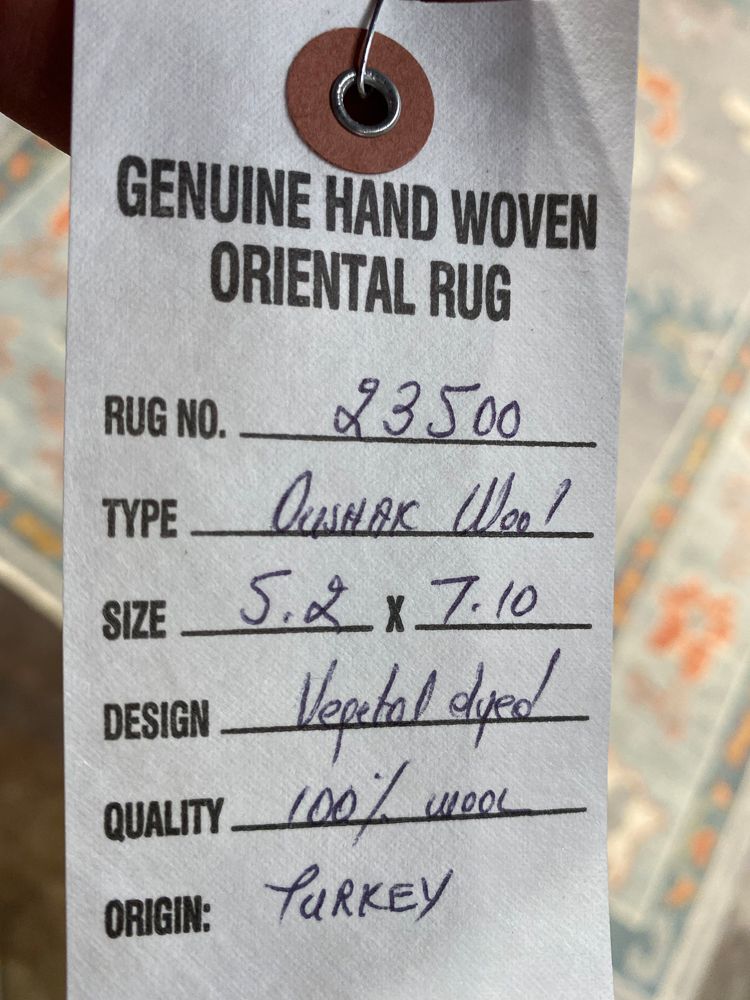 GENUINE HAND WOVEN
ORIENTAL RUG
RUG NO. 23500
TYPE Oushak Wool
SIZE 5.2 X 7.10
DESIGN Vegetal dyed
QUALITY 100% wool
ORIGIN: TURKEY